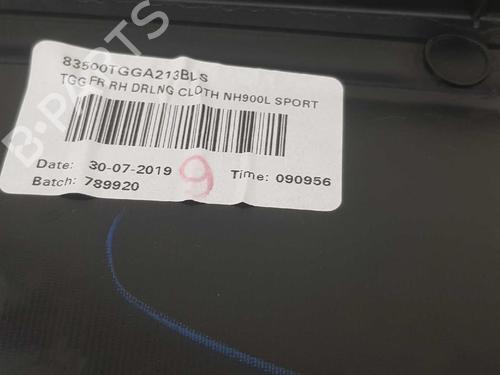 83500TGGA213BLS
TGG FR RH DRLNG CLOTH NH900L SPORT
Date: 30-07-2019 9 Time: 090956
Batch: 789920
B-PARTS